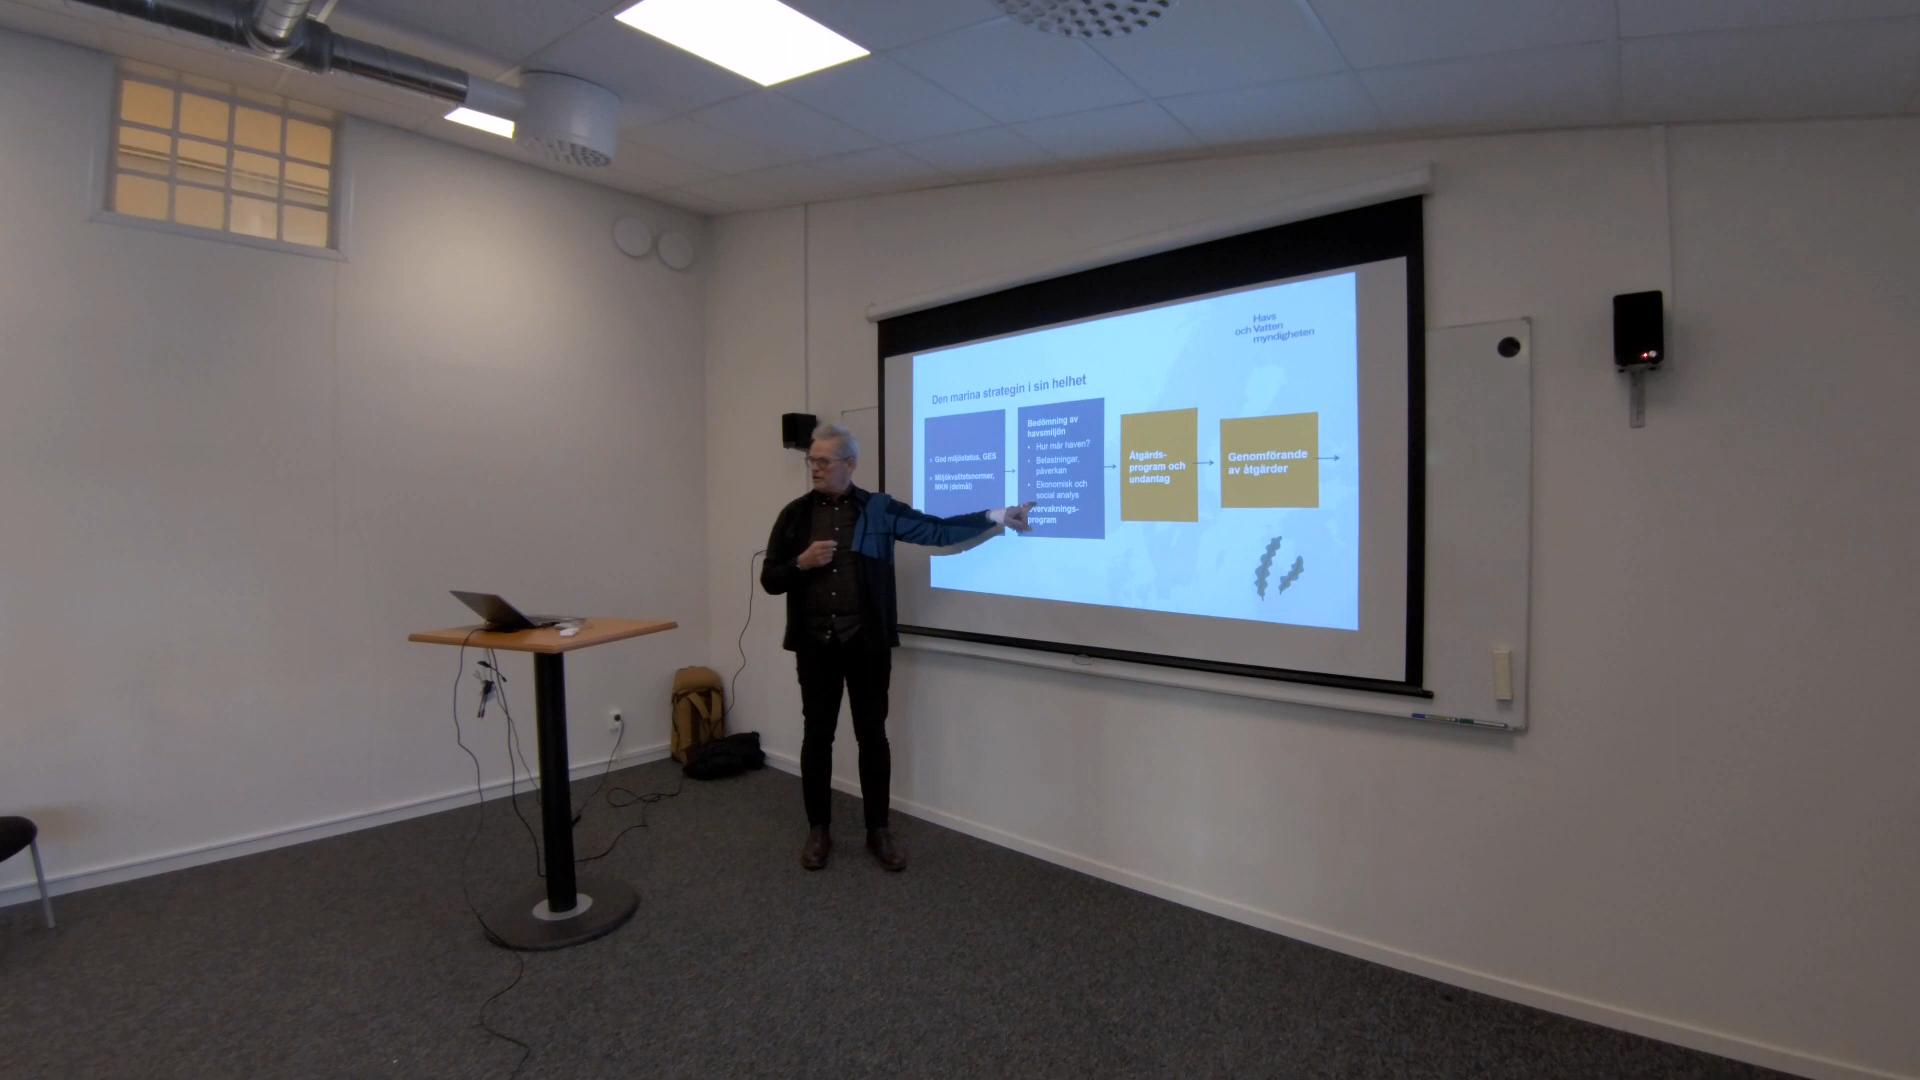 Havs
och Vatten
myndigheten
Den marina strategin i sin helhet
• God miljöstatus, GES
• Miljökvalitetsnormer,
MKN (delmål)
Bedömning av
havsmiljön
• Hur mår haven?
• Belastningar,
påverkan
• Ekonomisk och
social analys
Övervaknings-
program
Åtgärds-
program och
undantag
Genomförande
av åtgärder